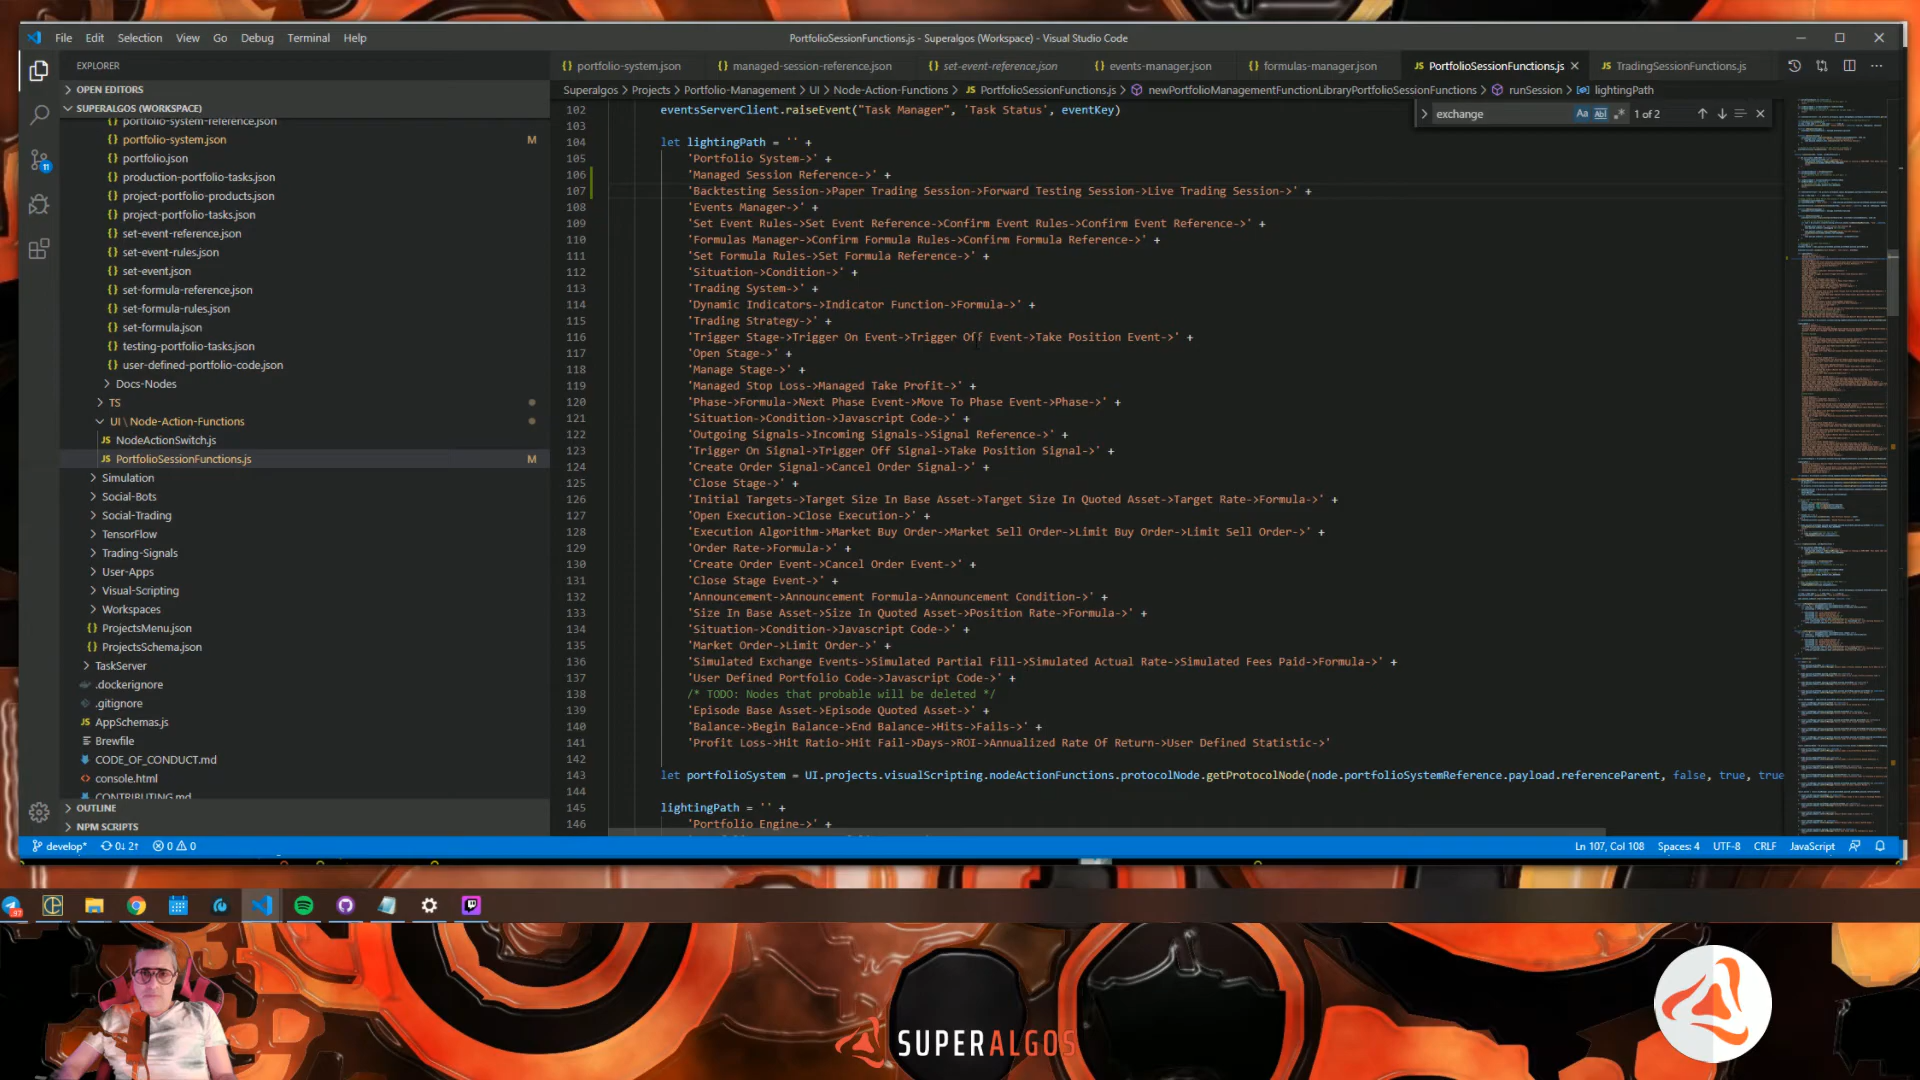 File Edit Selection View Go Debug Terminal Help
PortfolioSessionFunctions.js - Superalgos (Workspace) - Visual Studio Code
EXPLORER
OPEN EDITORS
SUPERALGOS (WORKSPACE)
portfolio-system-reference.json
portfolio-system.json M
portfolio.json
production-portfolio-tasks.json
project-portfolio-products.json
project-portfolio-tasks.json
set-event-reference.json
set-event-rules.json
set-event.json
set-formula-reference.json
set-formula-rules.json
set-formula.json
testing-portfolio-tasks.json
user-defined-portfolio-code.json
Docs-Nodes
TS
UI \ Node-Action-Functions
NodeActionSwitch.js
PortfolioSessionFunctions.js M
Simulation
Social-Bots
Social-Trading
TensorFlow
Trading-Signals
User-Apps
Visual-Scripting
Workspaces
ProjectsMenu.json
ProjectsSchema.json
TaskServer
.dockerignore
.gitignore
AppSchemas.js
Brewfile
CODE_OF_CONDUCT.md
console.html
CONTRIBUTING.md
OUTLINE
NPM SCRIPTS
11
portfolio-system.json managed-session-reference.json set-event-reference.json events-manager.json formulas-manager.json PortfolioSessionFunctions.js TradingSessionFunctions.js
Superalgos > Projects > Portfolio-Management > UI > Node-Action-Functions > PortfolioSessionFunctions.js > newPortfolioManagementFunctionLibraryPortfolioSessionFunctions > runSession > lightingPath
exchange Aa Abl .* 1 of 2
102 eventsServerClient.raiseEvent("Task Manager", 'Task Status', eventKey)
103
104 let lightingPath = '' +
105 'Portfolio System->' +
106 'Managed Session Reference->' +
107 'Backtesting Session->Paper Trading Session->Forward Testing Session->Live Trading Session->' +
108 'Events Manager->' +
109 'Set Event Rules->Set Event Reference->Confirm Event Rules->Confirm Event Reference->' +
110 'Formulas Manager->Confirm Formula Rules->Confirm Formula Reference->' +
111 'Set Formula Rules->Set Formula Reference->' +
112 'Situation->Condition->' +
113 'Trading System->' +
114 'Dynamic Indicators->Indicator Function->Formula->' +
115 'Trading Strategy->' +
116 'Trigger Stage->Trigger On Event->Trigger Off Event->Take Position Event->' +
117 'Open Stage->' +
118 'Manage Stage->' +
119 'Managed Stop Loss->Managed Take Profit->' +
120 'Phase->Formula->Next Phase Event->Move To Phase Event->Phase->' +
121 'Situation->Condition->Javascript Code->' +
122 'Outgoing Signals->Incoming Signals->Signal Reference->' +
123 'Trigger On Signal->Trigger Off Signal->Take Position Signal->' +
124 'Create Order Signal->Cancel Order Signal->' +
125 'Close Stage->' +
126 'Initial Targets->Target Size In Base Asset->Target Size In Quoted Asset->Target Rate->Formula->' +
127 'Open Execution->Close Execution->' +
128 'Execution Algorithm->Market Buy Order->Market Sell Order->Limit Buy Order->Limit Sell Order->' +
129 'Order Rate->Formula->' +
130 'Create Order Event->Cancel Order Event->' +
131 'Close Stage Event->' +
132 'Announcement->Announcement Formula->Announcement Condition->' +
133 'Size In Base Asset->Size In Quoted Asset->Position Rate->Formula->' +
134 'Situation->Condition->Javascript Code->' +
135 'Market Order->Limit Order->' +
136 'Simulated Exchange Events->Simulated Partial Fill->Simulated Actual Rate->Simulated Fees Paid->Formula->' +
137 'User Defined Portfolio Code->Javascript Code->' +
138 /* TODO: Nodes that probable will be deleted */
139 'Episode Base Asset->Episode Quoted Asset->' +
140 'Balance->Begin Balance->End Balance->Hits->Fails->' +
141 'Profit Loss->Hit Ratio->Hit Fail->Days->ROI->Annualized Rate Of Return->User Defined Statistic->'
142
143 let portfolioSystem = UI.projects.visualScripting.nodeActionFunctions.protocolNode.getProtocolNode(node.portfolioSystemReference.payload.referenceParent, false, true, true
144
145 lightingPath = '' +
146 'Portfolio Engine->' +
develop* 0↓ 2↑ 0 0 Ln 107, Col 108 Spaces: 4 UTF-8 CRLF JavaScript
SUPERALGOS